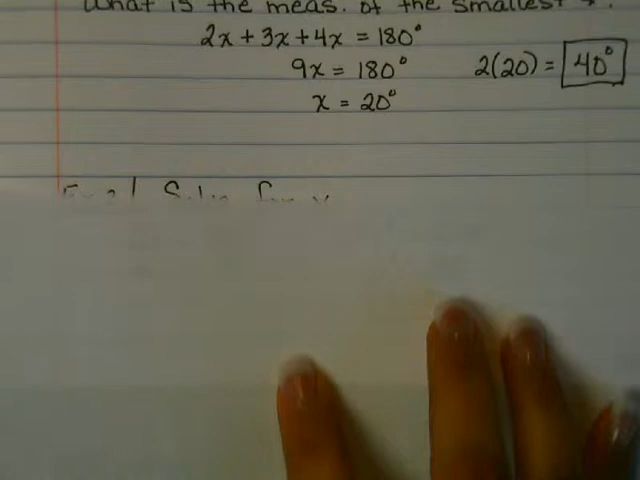 What is the meas. of the smallest ∠?
2x + 3x + 4x = 180°
9x = 180° 2(20) = 40°
x = 20°